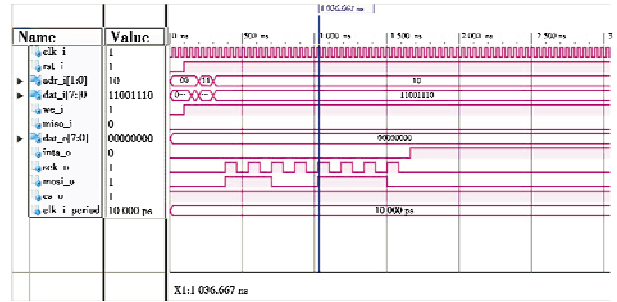 1 036.667 ns
Name Value 0 ns 500 ns 1 000 ns 1 500 ns 2 000 ns 2 500 ns 3
clk_i 1
rst_i 1
adr_i[1:0] 10 00 10
dat_i[7:0] 11001110 0... ... 11001110
we_i 1
miso_i 0
dat_o[7:0] 00000000 00000000
inta_o 0
sck_o 1
mosi_o 1
1
clk_i_period 10 000 ps 10 000 ps
X1:1 036.667 ns